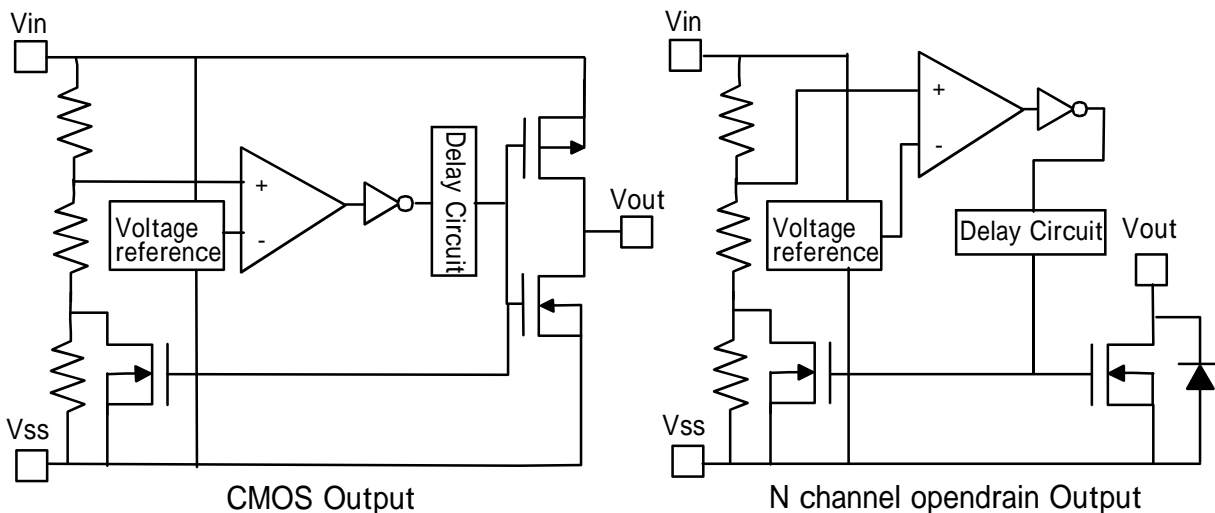 Vin
+
-
Voltage
reference
Delay Circuit
Vout
Vss
CMOS Output
Vin
+
-
Voltage
reference
Delay Circuit
Vout
Vss
N channel opendrain Output